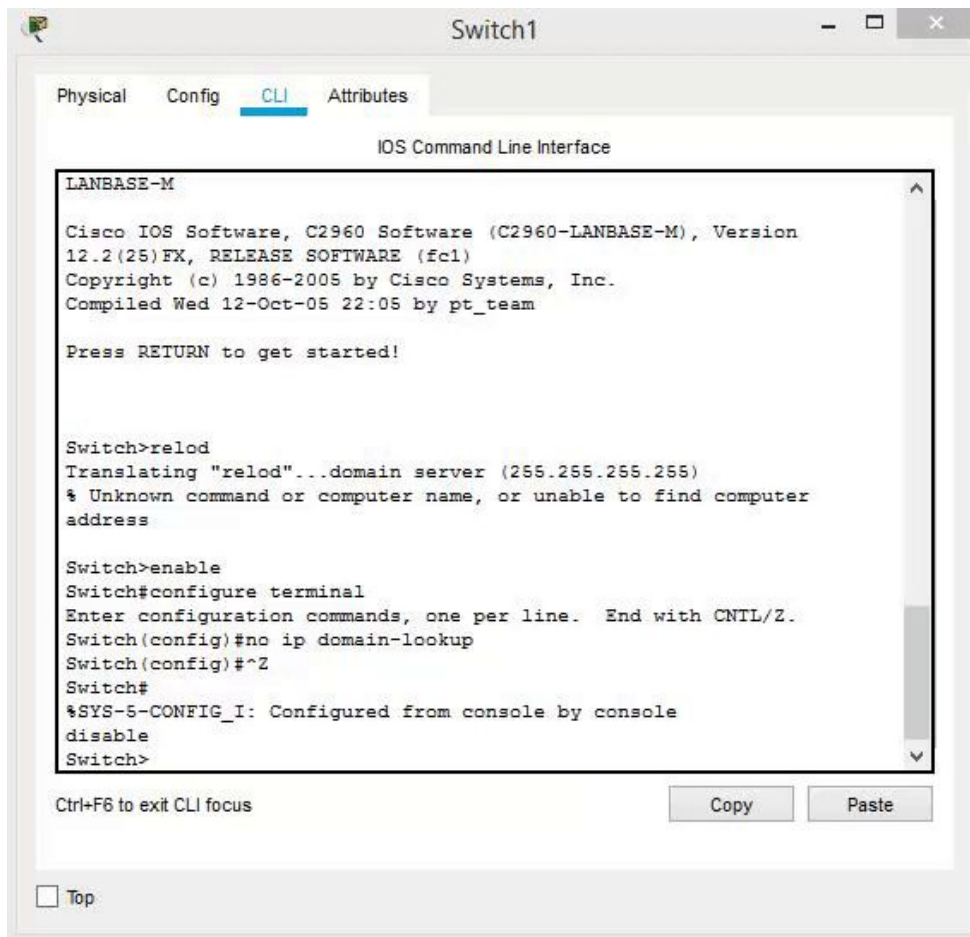 Switch1
Physical Config CLI Attributes
IOS Command Line Interface
LANBASE-M
Cisco IOS Software, C2960 Software (C2960-LANBASE-M), Version
12.2(25)FX, RELEASE SOFTWARE (fc1)
Copyright (c) 1986-2005 by Cisco Systems, Inc.
Compiled Wed 12-Oct-05 22:05 by pt_team
Press RETURN to get started!
Switch>relod
Translating "relod"...domain server (255.255.255.255)
% Unknown command or computer name, or unable to find computer
address
Switch>enable
Switch#configure terminal
Enter configuration commands, one per line.  End with CNTL/Z.
Switch(config)#no ip domain-lookup
Switch(config)#^Z
Switch#
%SYS-5-CONFIG_I: Configured from console by console
disable
Switch>
Ctrl+F6 to exit CLI focus Copy Paste
Top